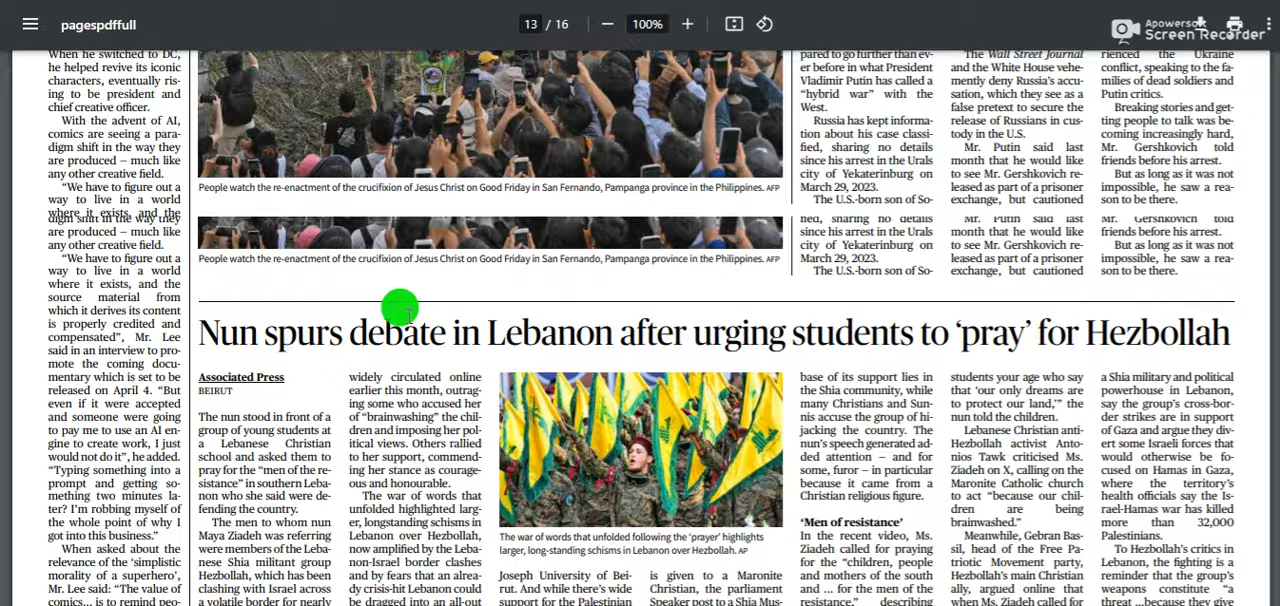 pagespdffull
13 / 16
100%
Apowersoft
Screen Recorder
When he switched to DC,
he helped revive its iconic
characters, eventually ris-
ing to be president and
chief creative officer.
With the advent of AI,
comics are seeing a para-
digm shift in the way they
are produced – much like
any other creative field.
“We have to figure out a
way to live in a world
where it exists, and the
digm shift in the way they
are produced – much like
any other creative field.
“We have to figure out a
way to live in a world
where it exists, and the
source material from
which it derives its content
is properly credited and
compensated”, Mr. Lee
said in an interview to pro-
mote the coming docu-
mentary which is set to be
released on April 4. “But
even if it were accepted
and someone were going
to pay me to use an AI en-
gine to create work, I just
would not do it”, he added.
“Typing something into a
prompt and getting so-
mething two minutes la-
ter? I'm robbing myself of
the whole point of why I
got into this business.”
When asked about the
relevance of the ‘simplistic
morality of a superhero’,
Mr. Lee said: “The value of
comics... is to remind peo-
People watch the re-enactment of the crucifixion of Jesus Christ on Good Friday in San Fernando, Pampanga province in the Philippines. AFP
People watch the re-enactment of the crucifixion of Jesus Christ on Good Friday in San Fernando, Pampanga province in the Philippines. AFP
pared to go further than ev-
er before in what President
Vladimir Putin has called a
“hybrid war” with the
West.
Russia has kept informa-
tion about his case classi-
fied, sharing no details
since his arrest in the Urals
city of Yekaterinburg on
March 29, 2023.
The U.S.-born son of So-
fied, sharing no details
since his arrest in the Urals
city of Yekaterinburg on
March 29, 2023.
The U.S.-born son of So-
The Wall Street Journal
and the White House vehe-
mently deny Russia's accu-
sation, which they see as a
false pretext to secure the
release of Russians in cus-
tody in the U.S.
Mr. Putin said last
month that he would like
to see Mr. Gershkovich re-
leased as part of a prisoner
exchange, but cautioned
Mr. Putin said last
month that he would like
to see Mr. Gershkovich re-
leased as part of a prisoner
exchange, but cautioned
rienced the Ukraine
conflict, speaking to the fa-
milies of dead soldiers and
Putin critics.
Breaking stories and get-
ting people to talk was be-
coming increasingly hard,
Mr. Gershkovich told
friends before his arrest.
But as long as it was not
impossible, he saw a rea-
son to be there.
Mr. Gershkovich told
friends before his arrest.
But as long as it was not
impossible, he saw a rea-
son to be there.
Nun spurs debate in Lebanon after urging students to ‘pray’ for Hezbollah
Associated Press
BEIRUT
The nun stood in front of a
group of young students at
a Lebanese Christian
school and asked them to
pray for the “men of the re-
sistance” in southern Leba-
non who she said were de-
fending the country.
The men to whom nun
Maya Ziadeh was referring
were members of the Leba-
nese Shia militant group
Hezbollah, which has been
clashing with Israel across
a volatile border for nearly
widely circulated online
earlier this month, outrag-
ing some who accused her
of “brainwashing” the chil-
dren and imposing her pol-
itical views. Others rallied
to her support, commend-
ing her stance as courage-
ous and honourable.
The war of words that
unfolded highlighted larg-
er, longstanding schisms in
Lebanon over Hezbollah,
now amplified by the Leba-
non-Israel border clashes
and by fears that an alrea-
dy crisis-hit Lebanon could
be dragged into an all-out
The war of words that unfolded following the ‘prayer’ highlights
larger, long-standing schisms in Lebanon over Hezbollah. AP
Joseph University of Bei-
rut. And while there's wide
support for the Palestinian
is given to a Maronite
Christian, the parliament
Speaker post to a Shia Mus-
base of its support lies in
the Shia community, while
many Christians and Sun-
nis accuse the group of hi-
jacking the country. The
nun's speech generated ad-
ded attention – and for
some, furor – in particular
because it came from a
Christian religious figure.
‘Men of resistance’
In the recent video, Ms.
Ziadeh called for praying
for the “children, people
and mothers of the south
and ... for the men of the
resistance,” describing
students your age who say
that ‘our only dreams are
to protect our land,’” the
nun told the children.
Lebanese Christian anti-
Hezbollah activist Anto-
nios Tawk criticised Ms.
Ziadeh on X, calling on the
Maronite Catholic church
to act “because our chil-
dren are being
brainwashed.”
Meanwhile, Gebran Bas-
sil, head of the Free Pa-
triotic Movement party,
Hezbollah's main Christian
ally, argued online that
when Ms. Ziadeh called for
a Shia military and political
powerhouse in Lebanon,
say the group's cross-bor-
der strikes are in support
of Gaza and argue they div-
ert some Israeli forces that
would otherwise be fo-
cused on Hamas in Gaza,
where the territory's
health officials say the Is-
rael-Hamas war has killed
more than 32,000
Palestinians.
To Hezbollah's critics in
Lebanon, the fighting is a
reminder that the group's
weapons constitute “a
threat ...because they give